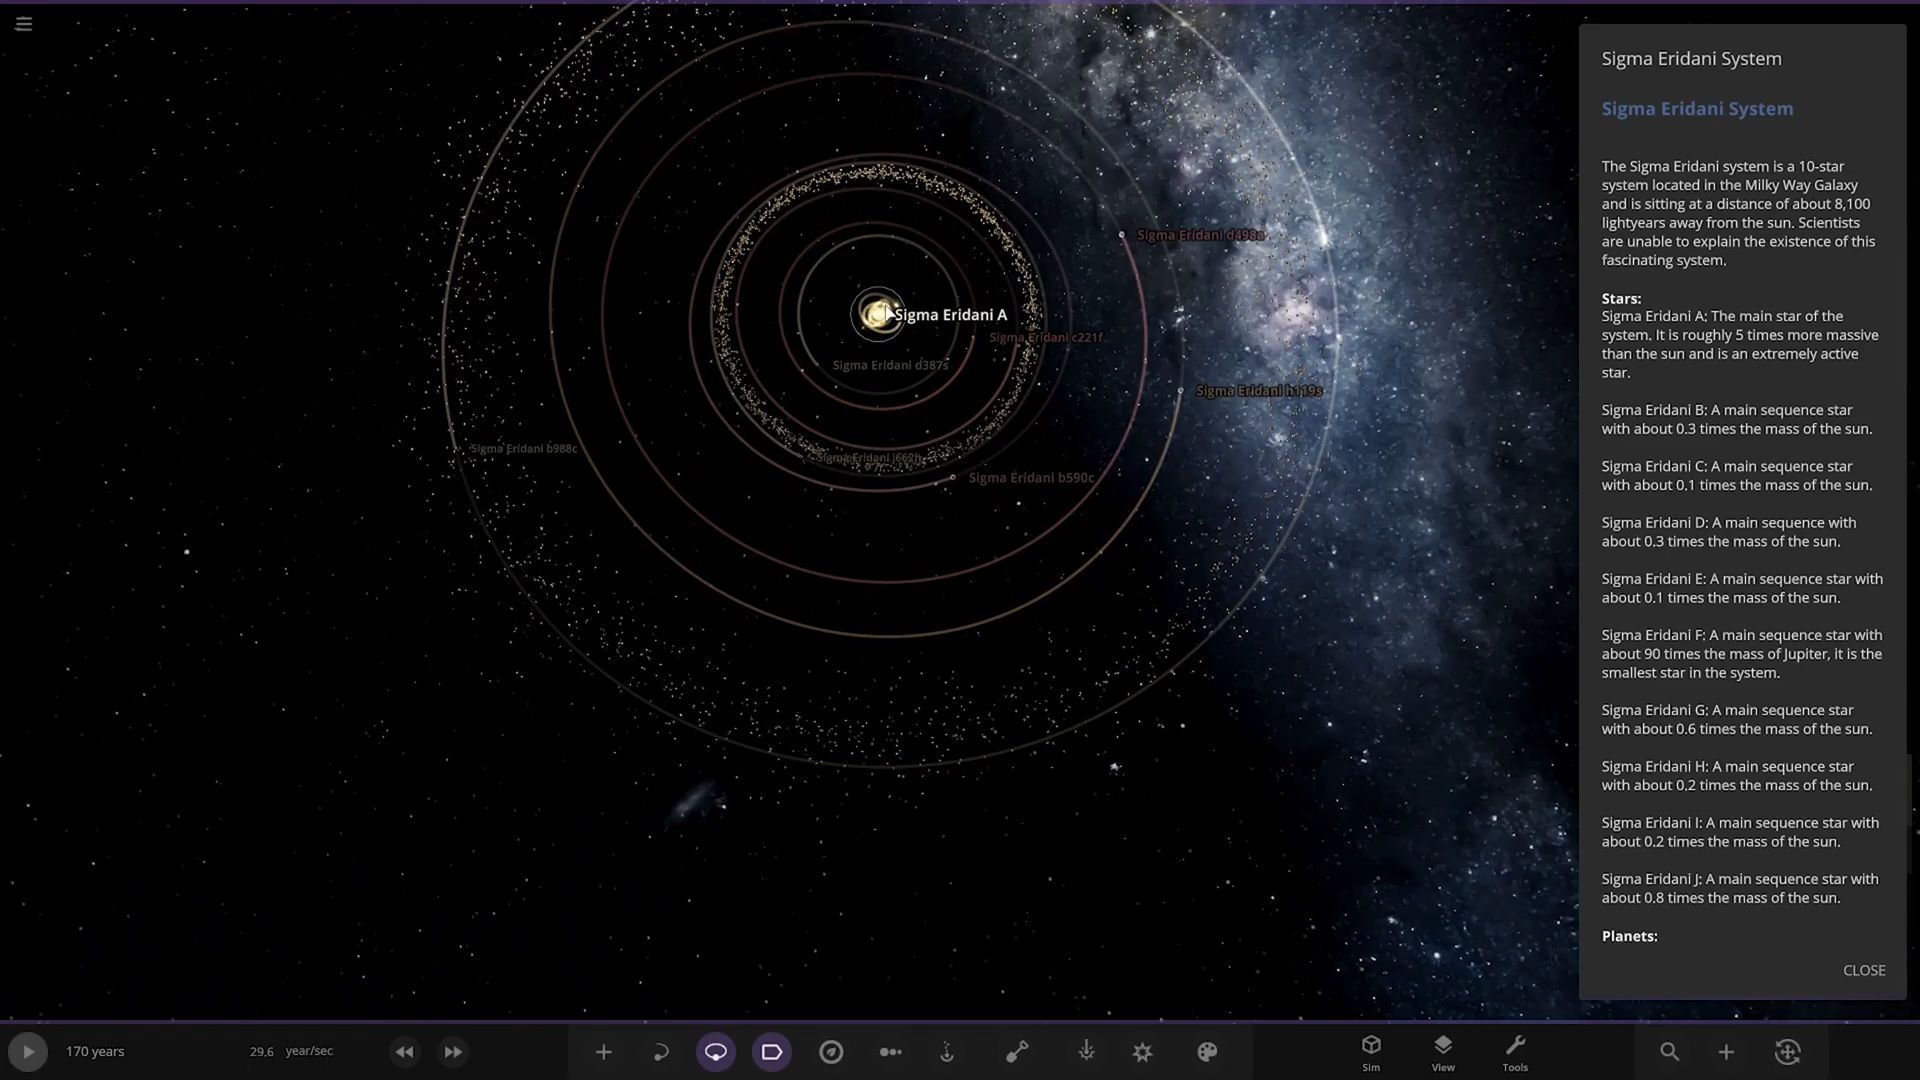 Sigma Eridani System
Sigma Eridani System
The Sigma Eridani system is a 10-star
system located in the Milky Way Galaxy
and is sitting at a distance of about 8,100
lightyears away from the sun. Scientists
are unable to explain the existence of this
fascinating system.
Stars:
Sigma Eridani A: The main star of the
system. It is roughly 5 times more massive
than the sun and is an extremely active
star.
Sigma Eridani B: A main sequence star
with about 0.3 times the mass of the sun.
Sigma Eridani C: A main sequence star
with about 0.1 times the mass of the sun.
Sigma Eridani D: A main sequence with
about 0.3 times the mass of the sun.
Sigma Eridani E: A main sequence star with
about 0.1 times the mass of the sun.
Sigma Eridani F: A main sequence star with
about 90 times the mass of Jupiter, it is the
smallest star in the system.
Sigma Eridani G: A main sequence star
with about 0.6 times the mass of the sun.
Sigma Eridani H: A main sequence star
with about 0.2 times the mass of the sun.
Sigma Eridani I: A main sequence star with
about 0.2 times the mass of the sun.
Sigma Eridani J: A main sequence star with
about 0.8 times the mass of the sun.
Planets:
CLOSE
Sigma Eridani d498a
Sigma Eridani A
Sigma Eridani c221f
Sigma Eridani d387s
Sigma Eridani h119s
Sigma Eridani b988c
Sigma Eridani
Sigma Eridani b590c
170 years
29.6 year/sec
Sim
View
Tools